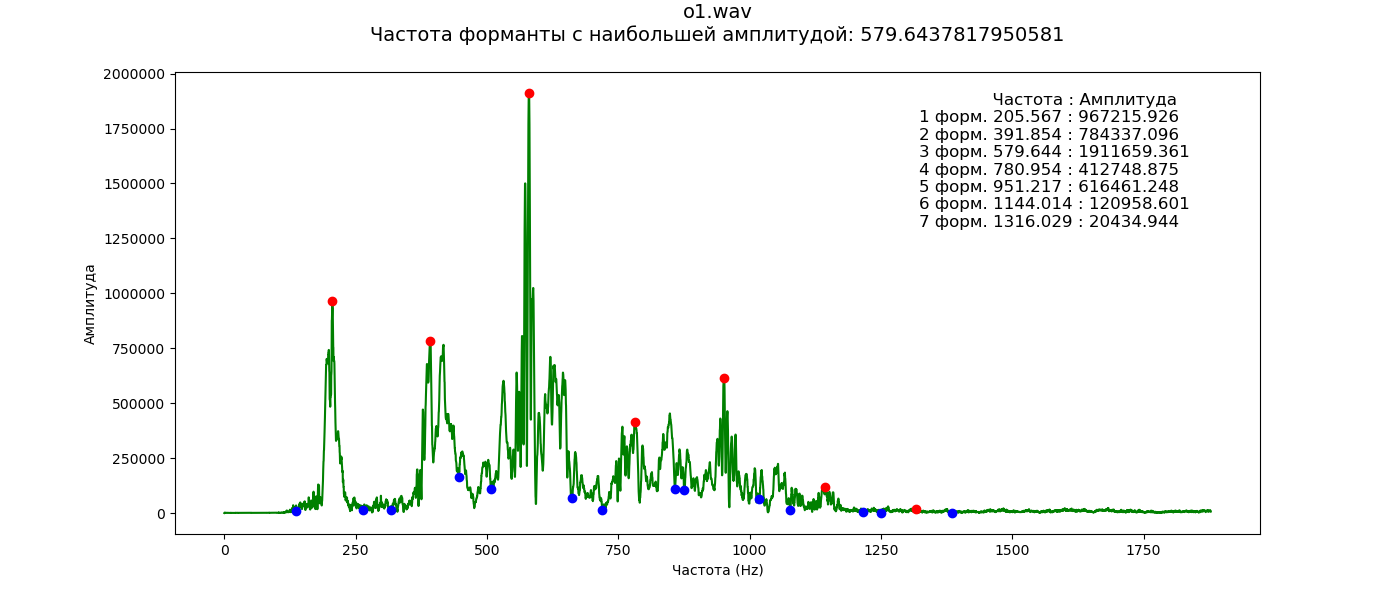 o1.wav
Частота форманты с наибольшей амплитудой: 579.6437817950581
Частота : Амплитуда
1 форм. 205.567 : 967215.926
2 форм. 391.854 : 784337.096
3 форм. 579.644 : 1911659.361
4 форм. 780.954 : 412748.875
5 форм. 951.217 : 616461.248
6 форм. 1144.014 : 120958.601
7 форм. 1316.029 : 20434.944
Амплитуда
2000000
1750000
1500000
1250000
1000000
750000
500000
250000
0
0 250 500 750 1000 1250 1500 1750
Частота (Hz)